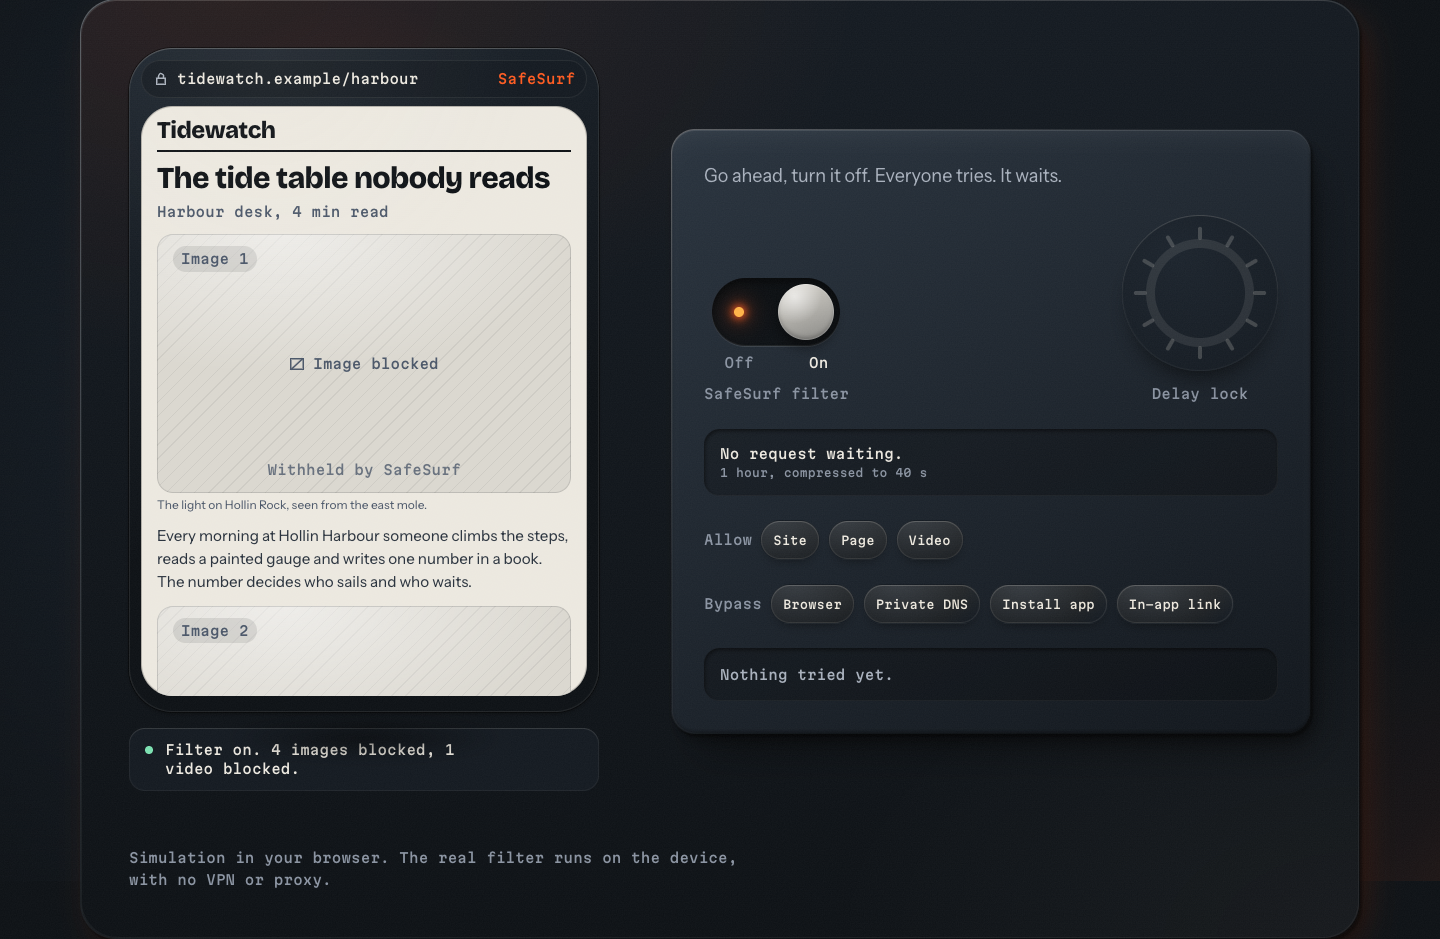 tidewatch.example/harbour
SafeSurf
Tidewatch
The tide table nobody reads
Harbour desk, 4 min read
Image 1
Image blocked
Withheld by SafeSurf
The light on Hollin Rock, seen from the east mole.
Every morning at Hollin Harbour someone climbs the steps,
reads a painted gauge and writes one number in a book.
The number decides who sails and who waits.
Image 2
Filter on. 4 images blocked, 1
video blocked.
Go ahead, turn it off. Everyone tries. It waits.
Off On
SafeSurf filter
Delay lock
No request waiting.
1 hour, compressed to 40 s
Allow Site Page Video
Bypass Browser Private DNS Install app In-app link
Nothing tried yet.
Simulation in your browser. The real filter runs on the device,
with no VPN or proxy.